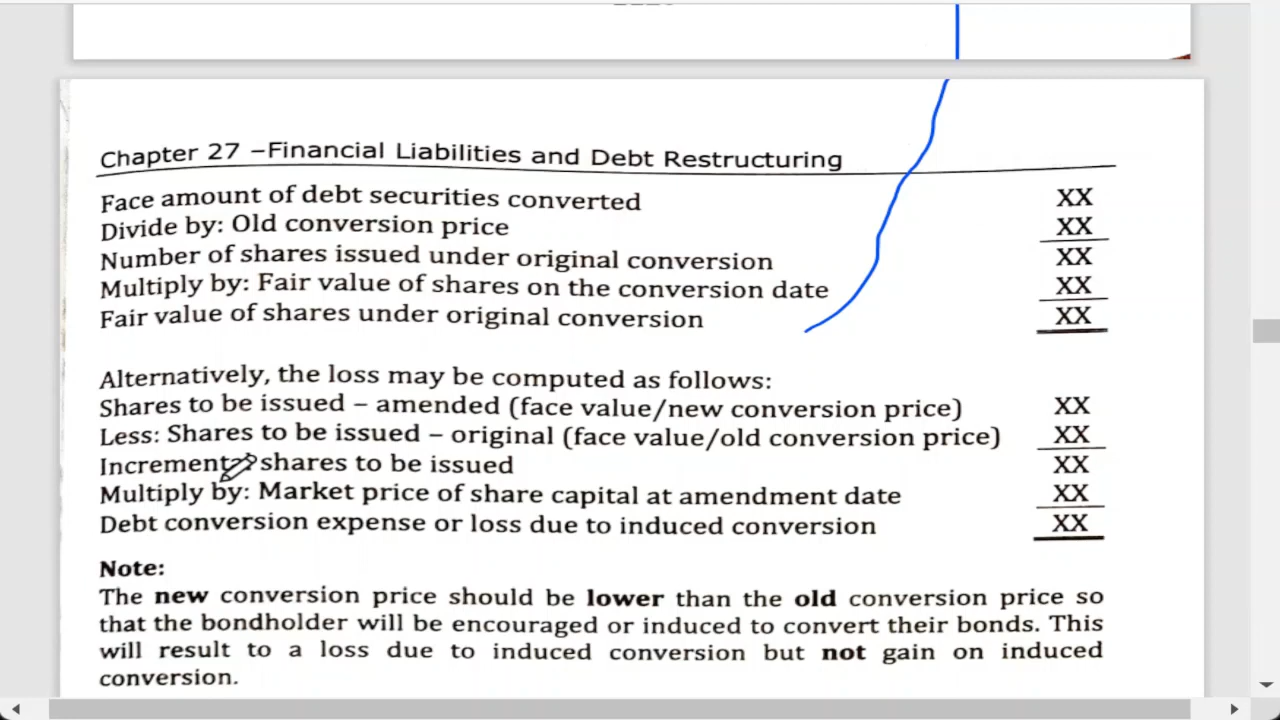 Chapter 27 –Financial Liabilities and Debt Restructuring
Face amount of debt securities converted XX
Divide by: Old conversion price XX
Number of shares issued under original conversion XX
Multiply by: Fair value of shares on the conversion date XX
Fair value of shares under original conversion XX
Alternatively, the loss may be computed as follows:
Shares to be issued – amended (face value/new conversion price) XX
Less: Shares to be issued – original (face value/old conversion price) XX
Incremental shares to be issued XX
Multiply by: Market price of share capital at amendment date XX
Debt conversion expense or loss due to induced conversion XX
Note:
The new conversion price should be lower than the old conversion price so
that the bondholder will be encouraged or induced to convert their bonds. This
will result to a loss due to induced conversion but not gain on induced
conversion.